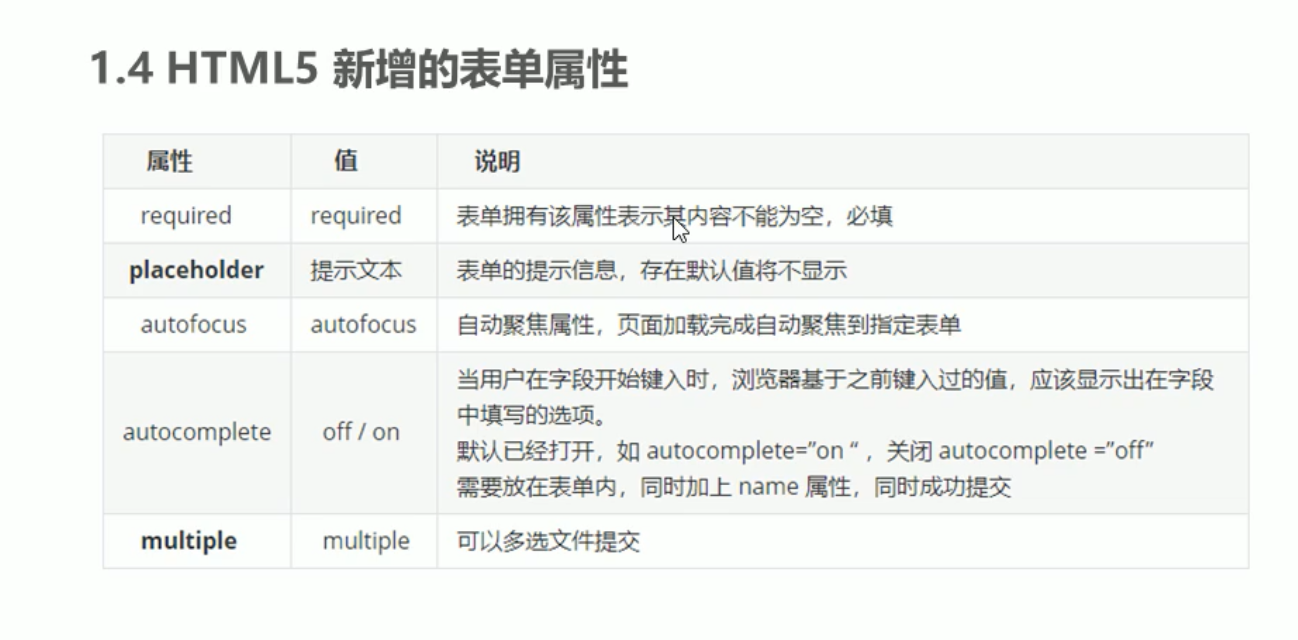 1.4 HTML5 新增的表单属性
属性 值 说明
required required 表单拥有该属性表示其内容不能为空，必填
placeholder 提示文本 表单的提示信息，存在默认值将不显示
autofocus autofocus 自动聚焦属性，页面加载完成自动聚焦到指定表单
autocomplete off / on 当用户在字段开始键入时，浏览器基于之前键入过的值，应该显示出在字段
中填写的选项。
默认已经打开，如 autocomplete=”on “， 关闭 autocomplete =”off”
需要放在表单内，同时加上 name 属性，同时成功提交
multiple multiple 可以多选文件提交